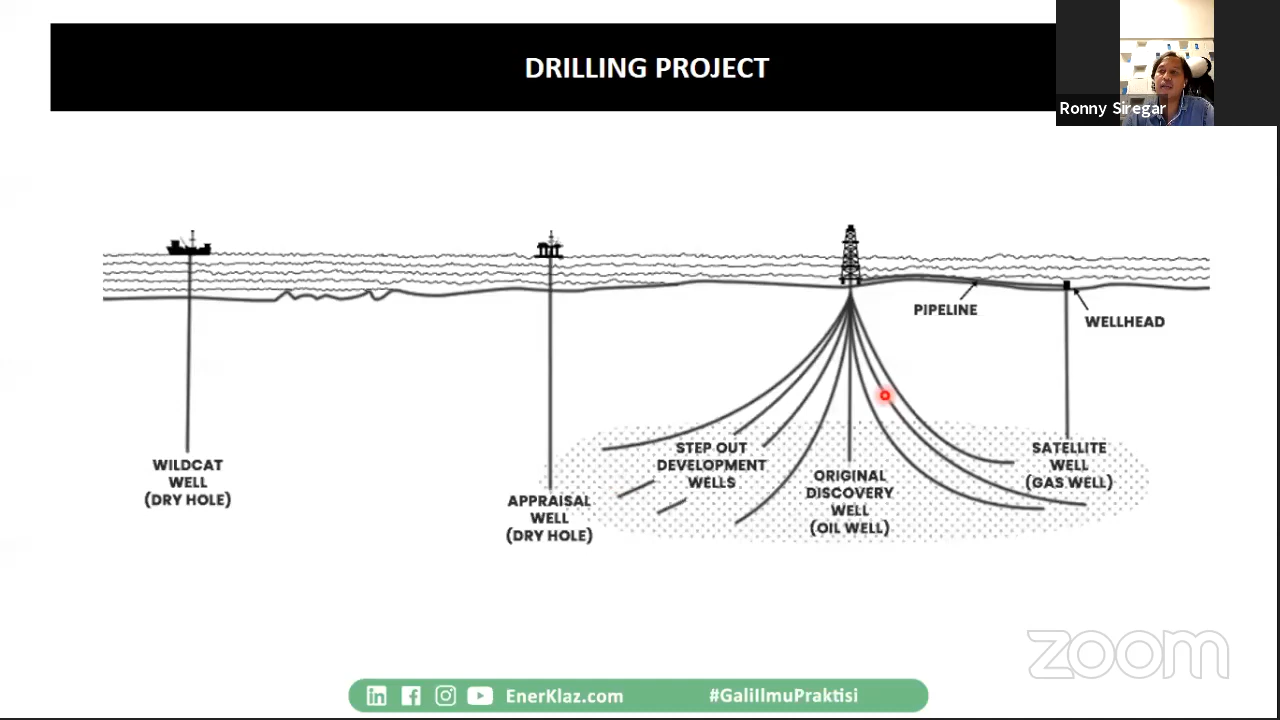 DRILLING PROJECT
Ronny Siregar
PIPELINE
WELLHEAD
WILDCAT
WELL
(DRY HOLE)
APPRAISAL
WELL
(DRY HOLE)
STEP OUT
DEVELOPMENT
WELLS
ORIGINAL
DISCOVERY
WELL
(OIL WELL)
SATELLITE
WELL
(GAS WELL)
zoom
EnerKlaz.com
#GaliIlmuPraktisi